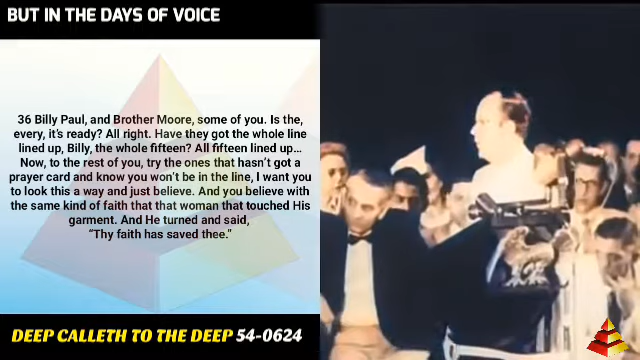 BUT IN THE DAYS OF VOICE
36 Billy Paul, and Brother Moore, some of you. Is the,
every, it's ready? All right. Have they got the whole line
lined up, Billy, the whole fifteen? All fifteen lined up...
Now, to the rest of you, try the ones that hasn't got a
prayer card and know you won't be in the line, I want you
to look this a way and just believe. And you believe with
the same kind of faith that that woman that touched His
garment. And He turned and said,
“Thy faith has saved thee.”
DEEP CALLETH TO THE DEEP 54-0624